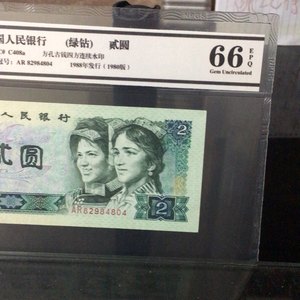 国人民银行 (绿钻) 贰圆
C# C408a 方孔古钱四方连续水印
冠号: AR 82984804 1988年发行 (1980版)
66 EPQ
Gem Uncirculated
人民银行
2
贰圆
AR82984804
2